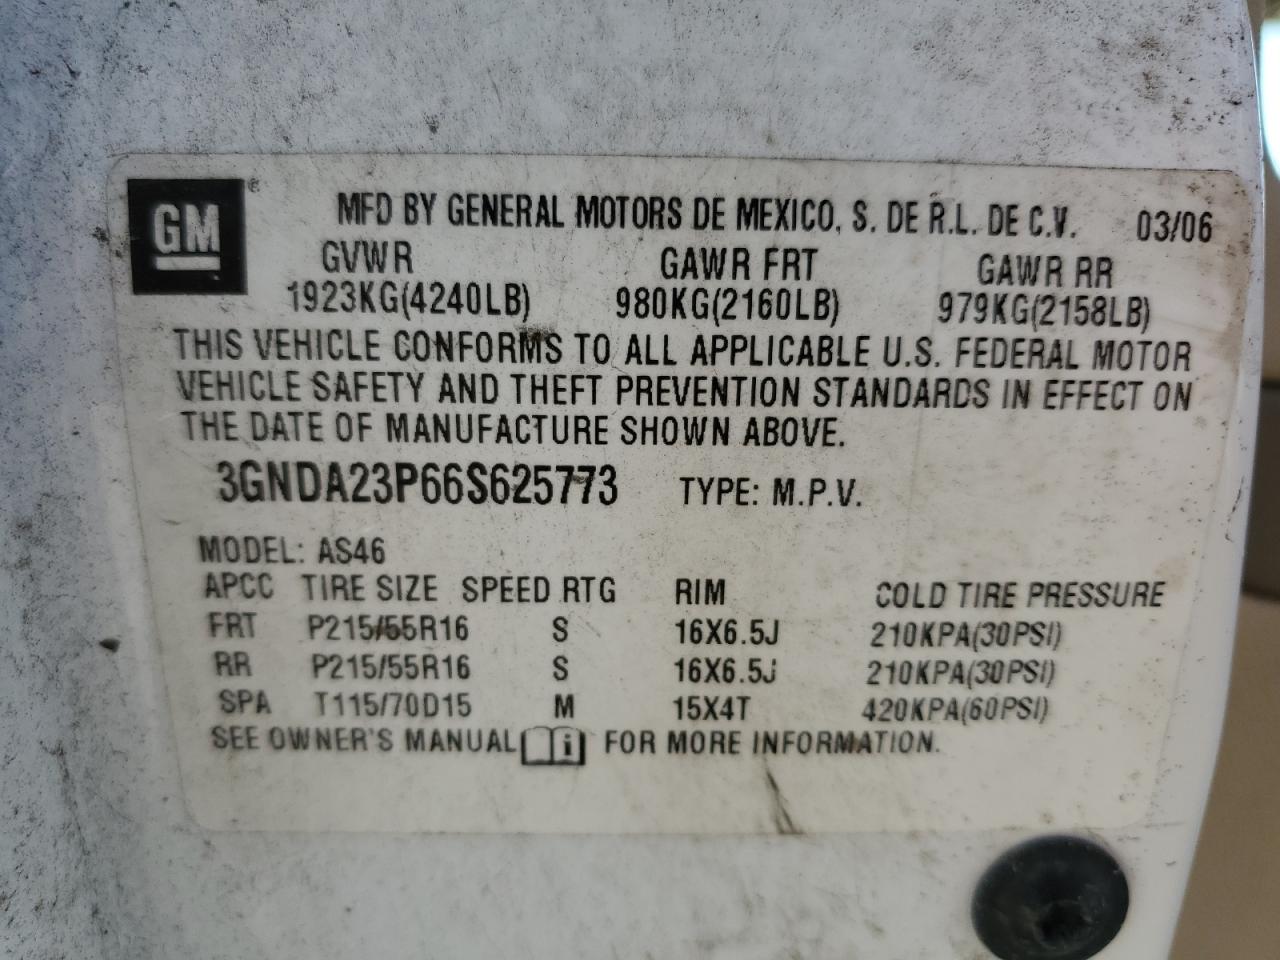 GM ®
MFD BY GENERAL MOTORS DE MEXICO, S. DE R.L. DE C.V. 03/06
GVWR GAWR FRT GAWR RR
1923KG(4240LB) 980KG(2160LB) 979KG(2158LB)
THIS VEHICLE CONFORMS TO ALL APPLICABLE U.S. FEDERAL MOTOR
VEHICLE SAFETY AND THEFT PREVENTION STANDARDS IN EFFECT ON
THE DATE OF MANUFACTURE SHOWN ABOVE.
3GNDA23P66S625773 TYPE: M.P.V.
MODEL: AS46
APCC TIRE SIZE SPEED RTG RIM COLD TIRE PRESSURE
FRT P215/55R16 S 16X6.5J 210KPA(30PSI)
RR P215/55R16 S 16X6.5J 210KPA(30PSI)
SPA T115/70D15 M 15X4T 420KPA(60PSI)
SEE OWNER'S MANUAL i FOR MORE INFORMATION.